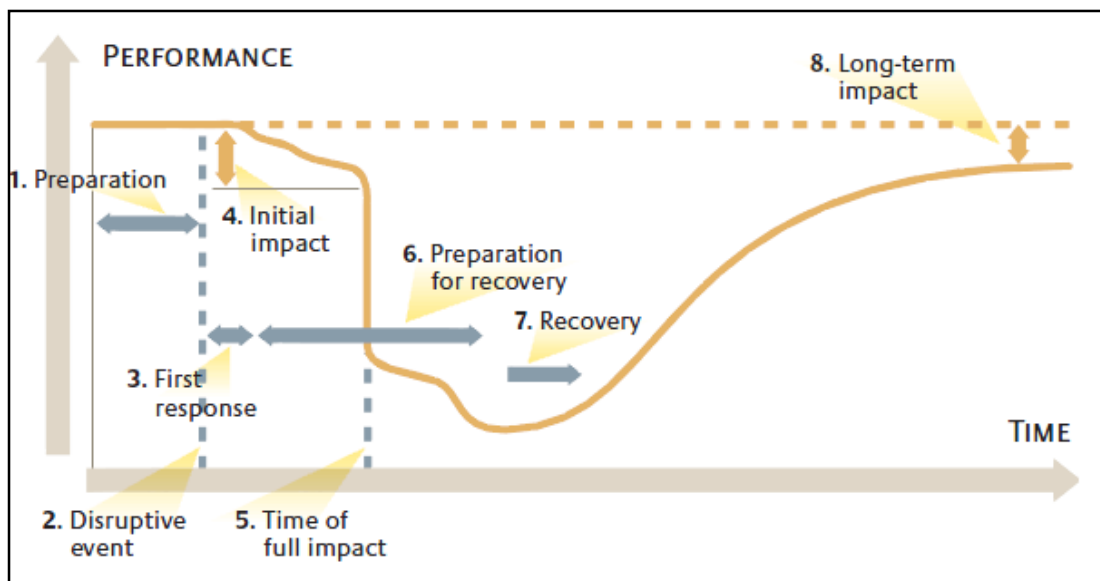 PERFORMANCE
8. Long-term
impact
1. Preparation
4. Initial
impact
6. Preparation
for recovery
7. Recovery
3. First
response
TIME
2. Disruptive
event
5. Time of
full impact